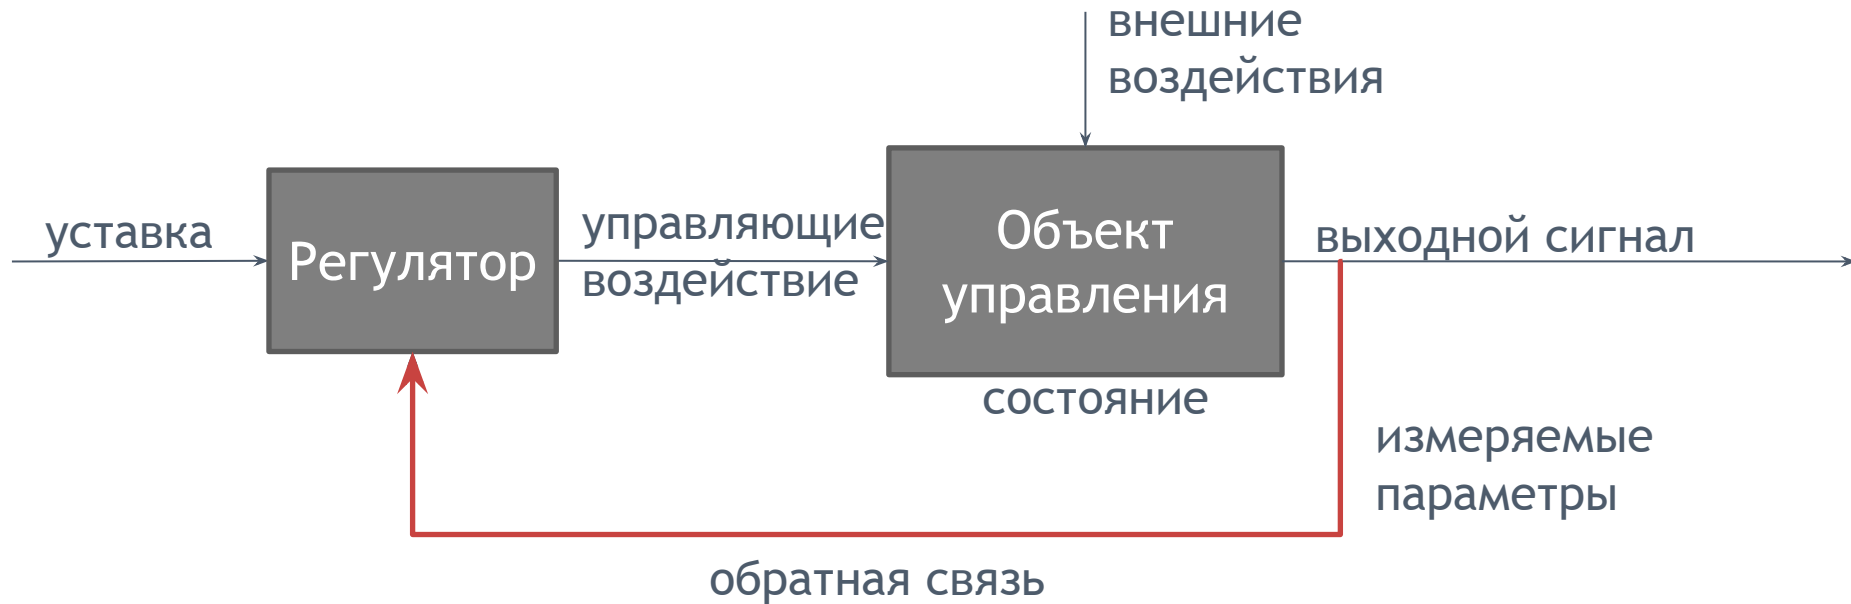 внешние
воздействия
уставка
Регулятор
управляющие
воздействие
Объект
управления
выходной сигнал
состояние
измеряемые
параметры
обратная связь